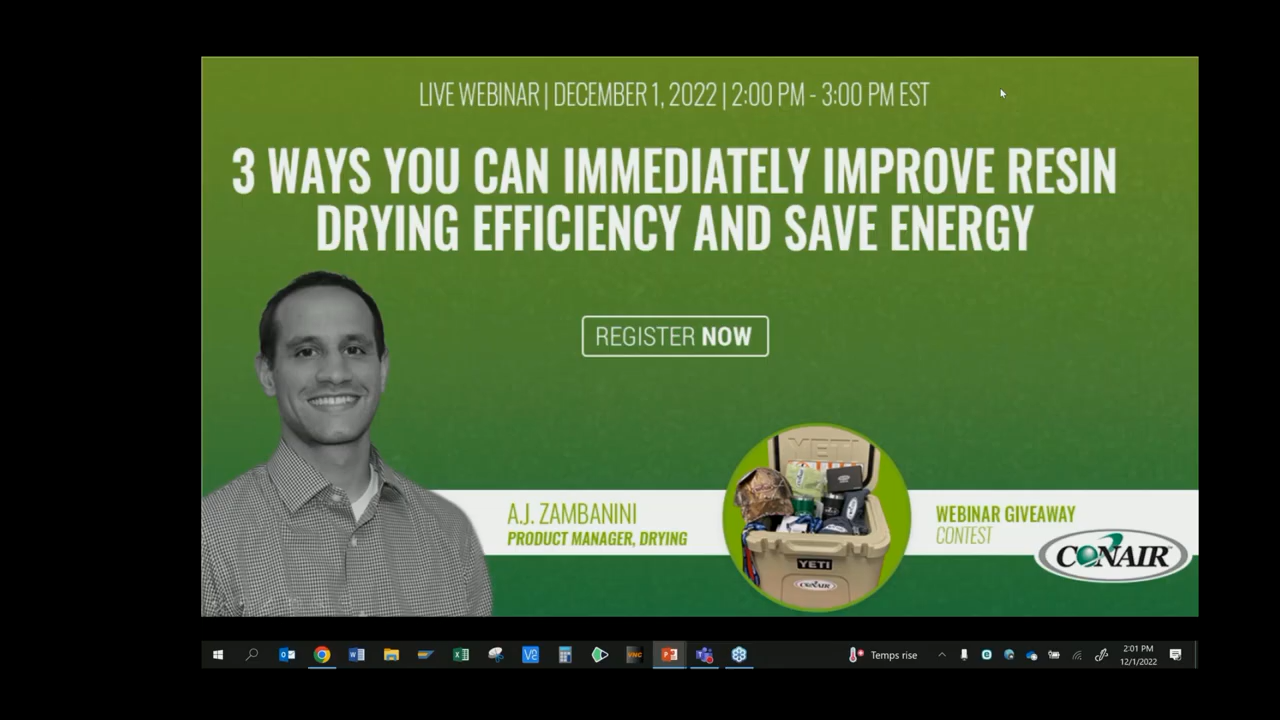 LIVE WEBINAR | DECEMBER 1, 2022 | 2:00 PM - 3:00 PM EST
3 WAYS YOU CAN IMMEDIATELY IMPROVE RESIN
DRYING EFFICIENCY AND SAVE ENERGY
REGISTER NOW
A.J. ZAMBANINI
PRODUCT MANAGER, DRYING
YETI
YETI
CONAIR
WEBINAR GIVEAWAY
CONTEST
CONAIR
Temps rise
2:01 PM
12/1/2022